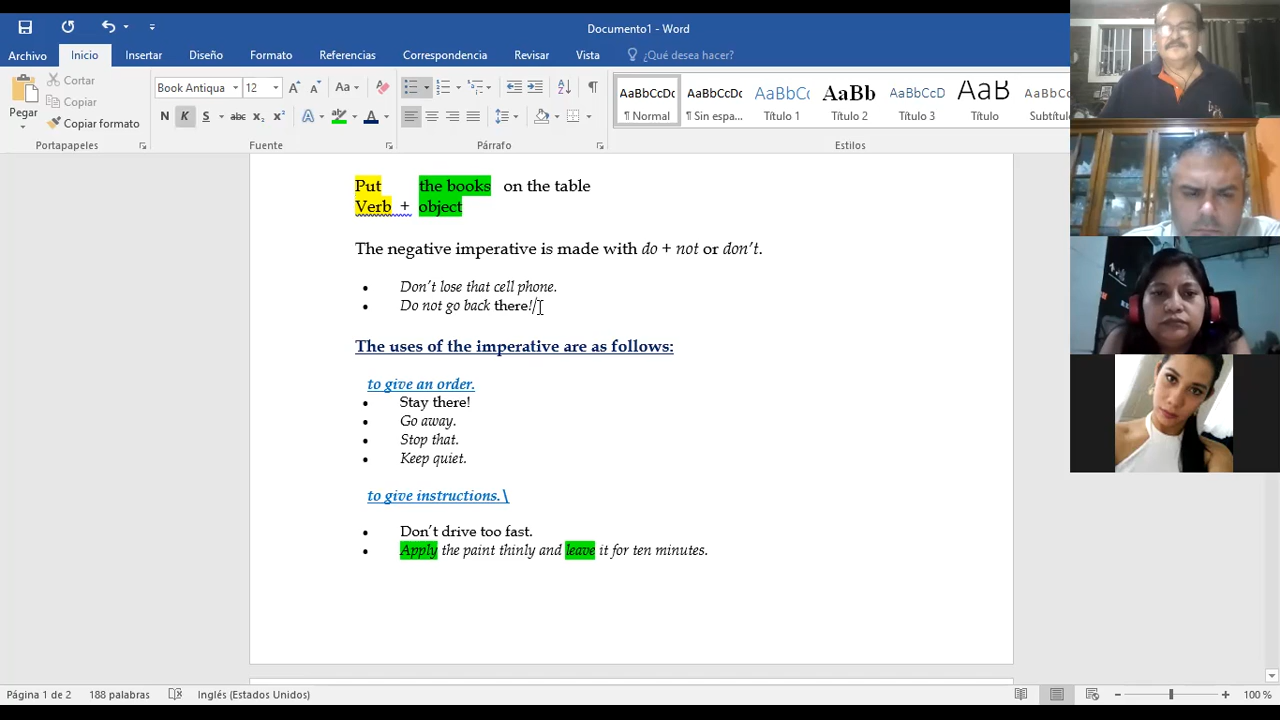 Documento1 - Word
Archivo Inicio Insertar Diseño Formato Referencias Correspondencia Revisar Vista ¿Qué desea hacer?
Pegar
Cortar
Copiar
Copiar formato
Portapapeles
Book Antiqua 12
N K S abc x₂ x²
Fuente
Párrafo
AaBbCcDc AaBbCcDc AaBbCc AaBb AaBbCcD AaB AaBbCcD
¶ Normal ¶ Sin espa... Título 1 Título 2 Título 3 Título Subtítul
Estilos
Put the books on the table
Verb + object
The negative imperative is made with do + not or don't.
• Don't lose that cell phone.
• Do not go back there!/
The uses of the imperative are as follows:
to give an order.
• Stay there!
• Go away.
• Stop that.
• Keep quiet.
to give instructions.\
• Don't drive too fast.
• Apply the paint thinly and leave it for ten minutes.
Página 1 de 2 188 palabras Inglés (Estados Unidos) 100 %